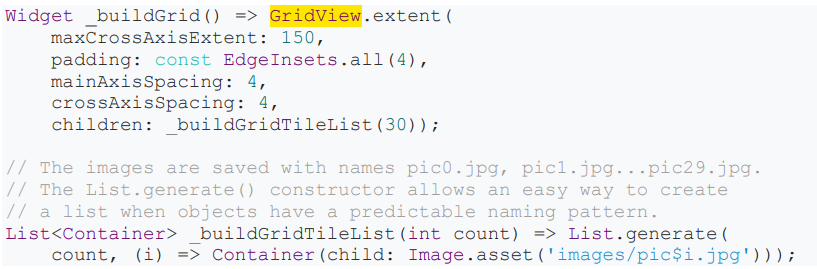 Widget _buildGrid() => GridView.extent(
    maxCrossAxisExtent: 150,
    padding: const EdgeInsets.all(4),
    mainAxisSpacing: 4,
    crossAxisSpacing: 4,
    children: _buildGridTileList(30));

// The images are saved with names pic0.jpg, pic1.jpg...pic29.jpg.
// The List.generate() constructor allows an easy way to create
// a list when objects have a predictable naming pattern.
List<Container> _buildGridTileList(int count) => List.generate(
    count, (i) => Container(child: Image.asset('images/pic$i.jpg')));